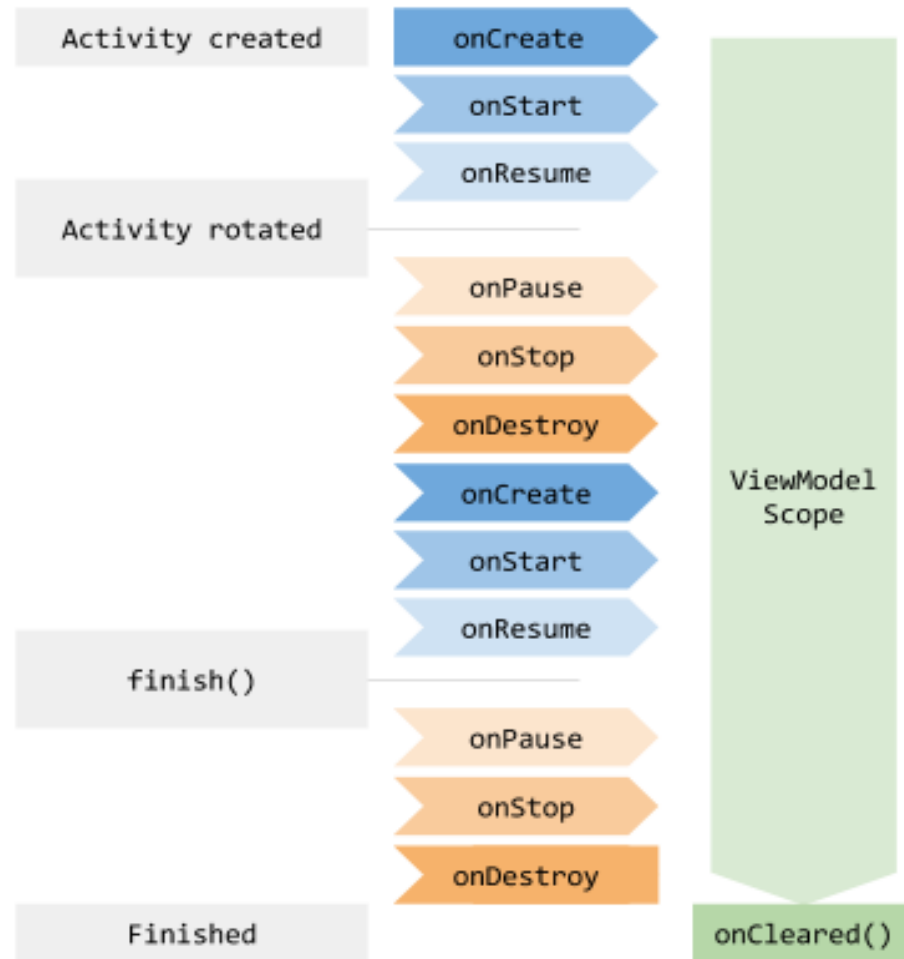 Activity created
onCreate
onStart
onResume
Activity rotated
onPause
onStop
onDestroy
onCreate
onStart
onResume
finish()
onPause
onStop
onDestroy
Finished
ViewModel
Scope
onCleared()